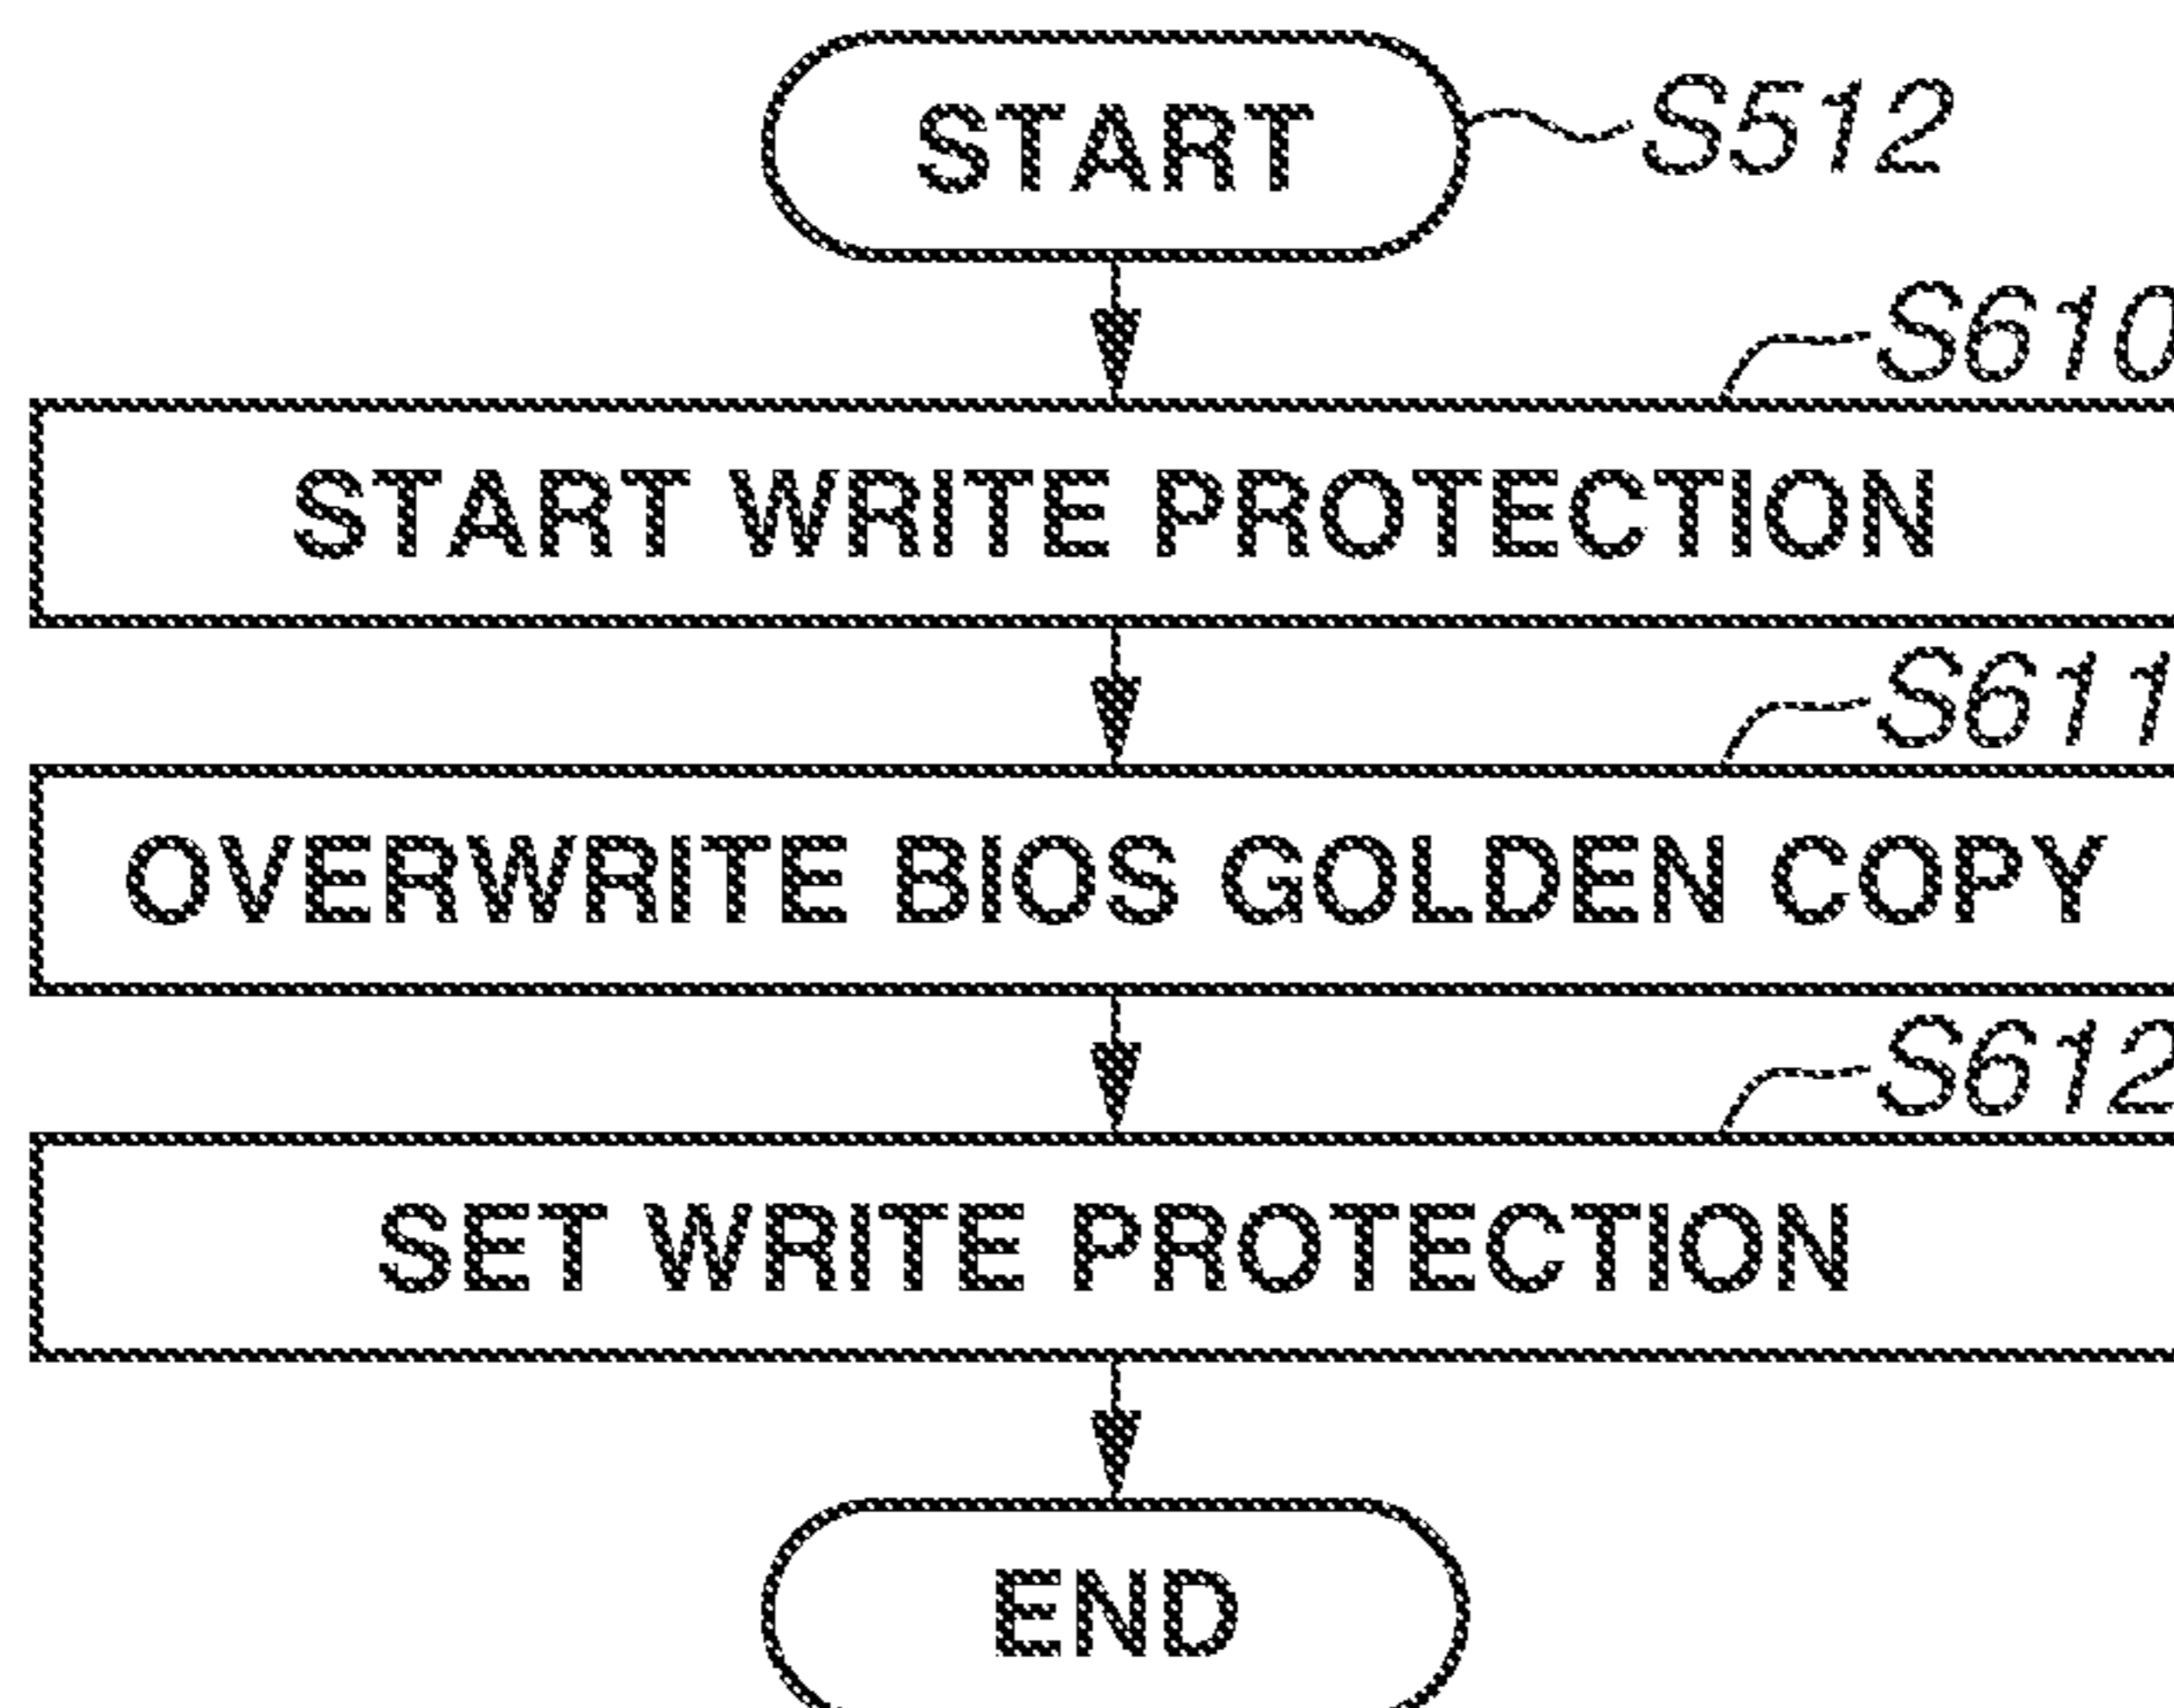 START
S512
S610
START WRITE PROTECTION
S611
OVERWRITE BIOS GOLDEN COPY
S612
SET WRITE PROTECTION
END